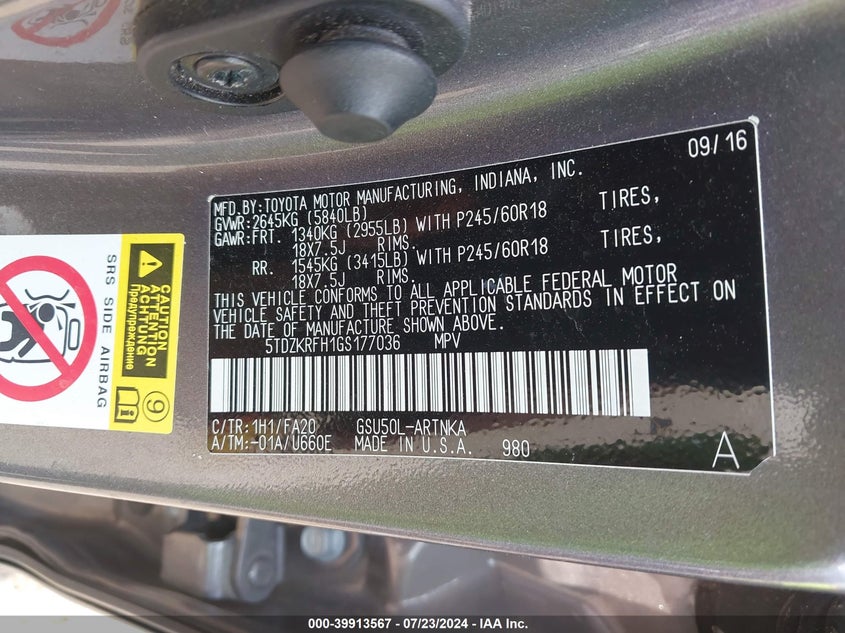 09/16
MFD.BY:TOYOTA MOTOR MANUFACTURING, INDIANA, INC.
GVWR:2645KG (5840LB)
GAWR:FRT. 1340KG (2955LB) WITH P245/60R18 TIRES,
18X7.5J RIMS.
RR. 1545KG (3415LB) WITH P245/60R18 TIRES,
18X7.5J RIMS.
THIS VEHICLE CONFORMS TO ALL APPLICABLE FEDERAL MOTOR
VEHICLE SAFETY AND THEFT PREVENTION STANDARDS IN EFFECT ON
THE DATE OF MANUFACTURE SHOWN ABOVE.
5TDZKRFH1GS177036 MPV
C/TR:1H1/FA20 GSU50L-ARTNKA
A/TM:-01A/U660E MADE IN U.S.A. 980
A
SRS SIDE AIRBAG
CAUTION
ATTENTION
ACHTUNG
Предупреждение
9
000-39913567 - 07/23/2024 - IAA Inc.